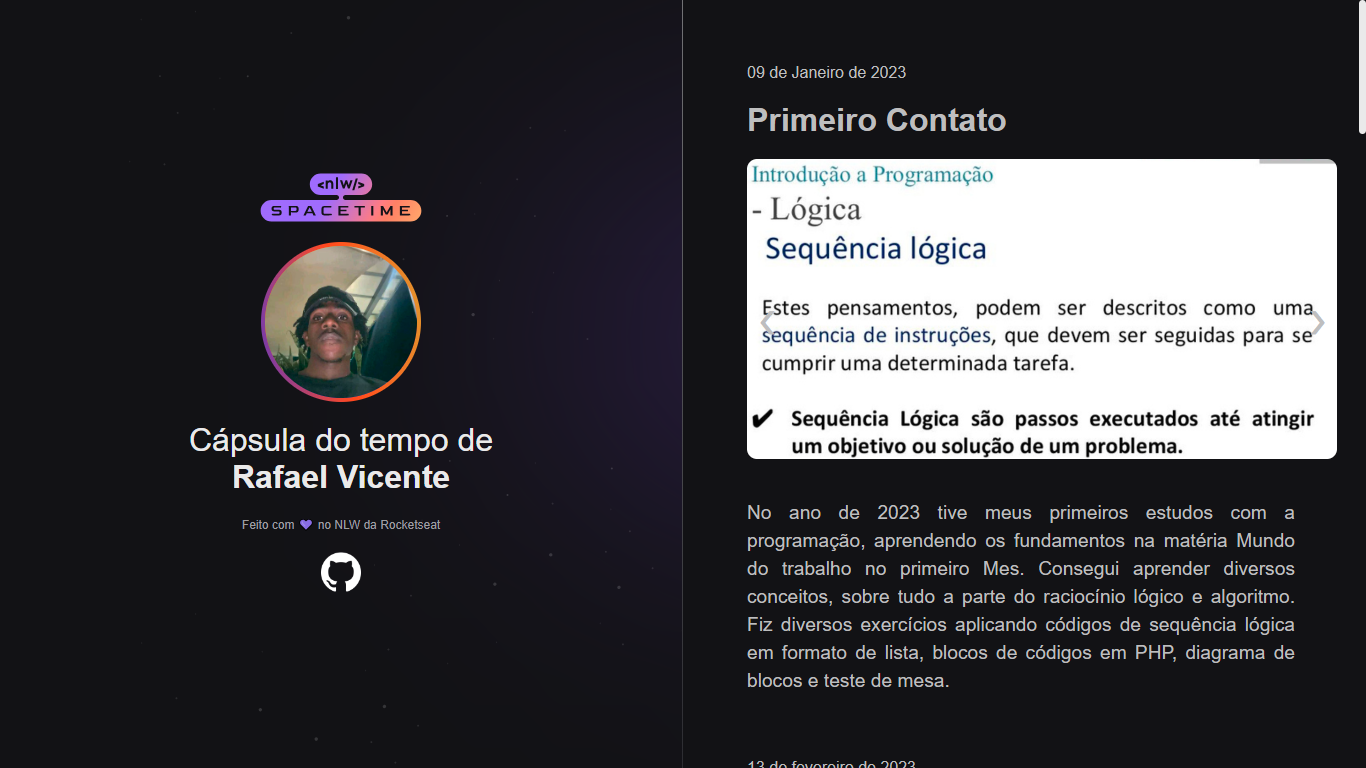 <nlw/>
SPACETIME
Cápsula do tempo de
Rafael Vicente
Feito com no NLW da Rocketseat
09 de Janeiro de 2023
Primeiro Contato
Introdução a Programação
- Lógica
Sequência lógica
Estes pensamentos, podem ser descritos como uma
sequência de instruções, que devem ser seguidas para se
cumprir uma determinada tarefa.
✔ Sequência Lógica são passos executados até atingir
um objetivo ou solução de um problema.
No ano de 2023 tive meus primeiros estudos com a
programação, aprendendo os fundamentos na matéria Mundo
do trabalho no primeiro Mes. Consegui aprender diversos
conceitos, sobre tudo a parte do raciocínio lógico e algoritmo.
Fiz diversos exercícios aplicando códigos de sequência lógica
em formato de lista, blocos de códigos em PHP, diagrama de
blocos e teste de mesa.
13 de fevereiro de 2023